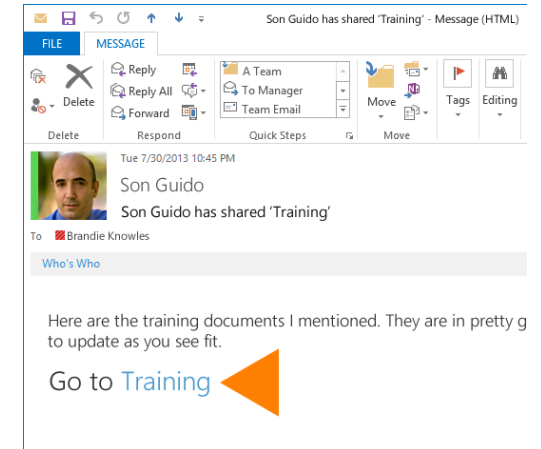 Son Guido has shared 'Training' - Message (HTML)
FILE MESSAGE
Delete
Reply
Reply All
Forward
A Team
To Manager
Team Email
Move
Tags
Editing
Delete Respond Quick Steps Move
Tue 7/30/2013 10:45 PM
Son Guido
Son Guido has shared 'Training'
To Brandie Knowles
Who's Who
Here are the training documents I mentioned. They are in pretty g
to update as you see fit.
Go to Training